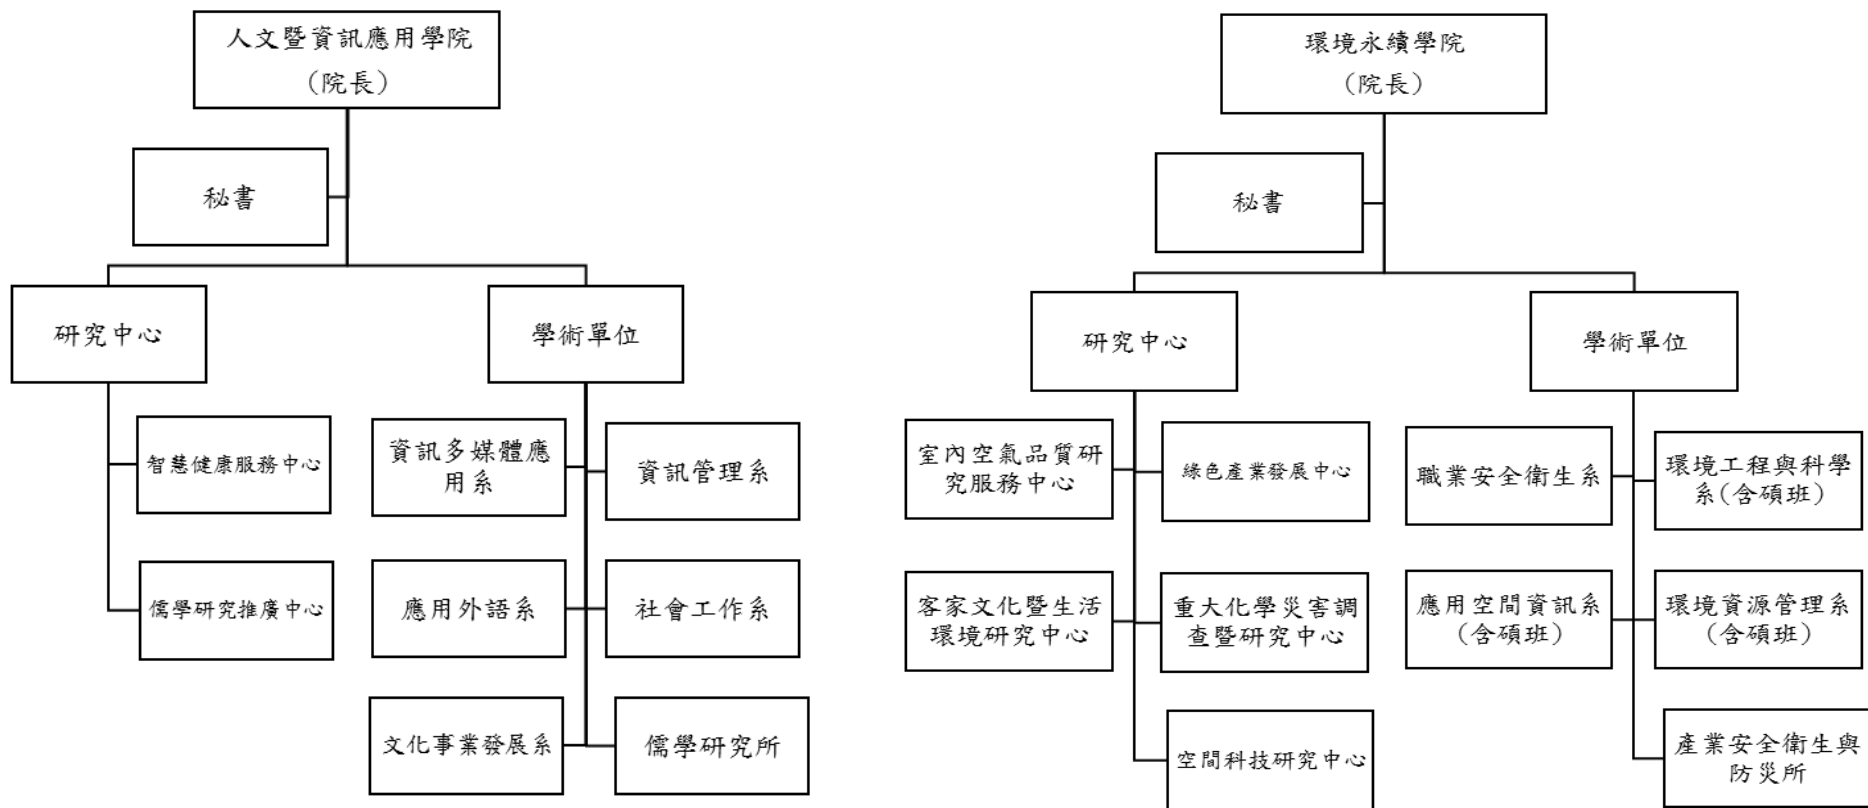 人文暨資訊應用學院
(院長)
秘書
研究中心
學術單位
智慧健康服務中心
資訊多媒體應
用系
資訊管理系
儒學研究推廣中心
應用外語系
社會工作系
文化事業發展系
儒學研究所
環境永續學院
(院長)
秘書
研究中心
學術單位
室內空氣品質研
究服務中心
綠色產業發展中心
職業安全衛生系
環境工程與科學
系(含碩班)
客家文化暨生活
環境研究中心
重大化學災害調
查暨研究中心
應用空間資訊系
(含碩班)
環境資源管理系
(含碩班)
空間科技研究中心
產業安全衛生與
防災所